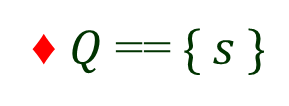 ♦ Q == { s }